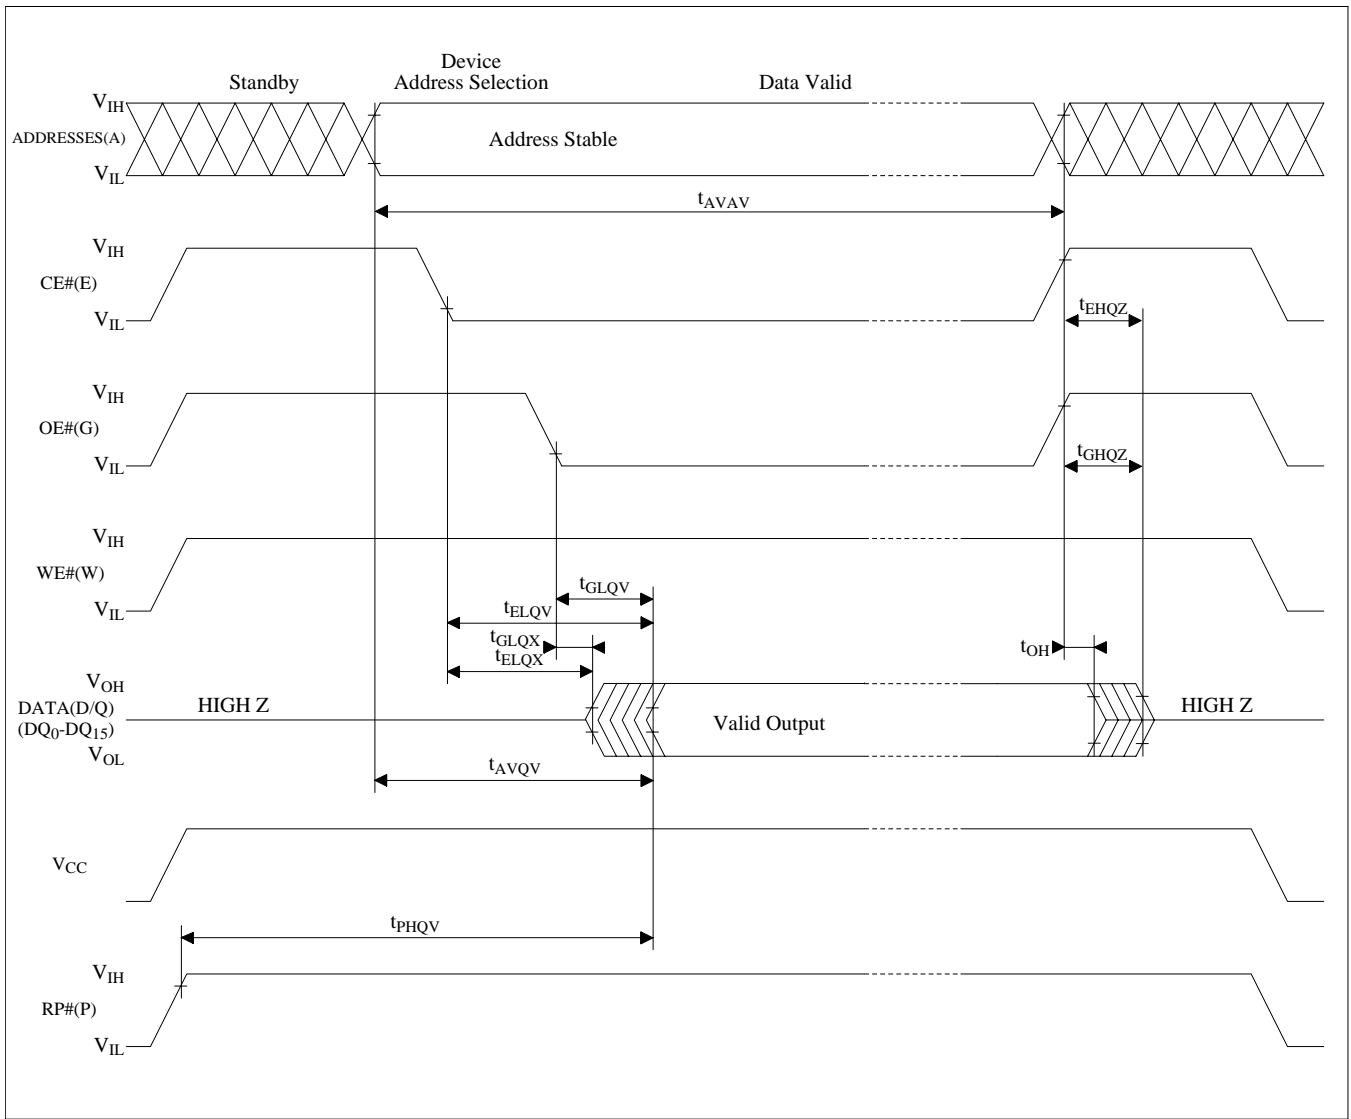 Device
Standby Address Selection Data Valid
VIH
ADDRESSES(A) Address Stable
VIL
tAVAV
VIH
CE#(E)
VIL tEHQZ
VIH
OE#(G)
VIL tGHQZ
VIH
WE#(W)
VIL tGLQV
tELQV
tGLQX tOH
tELQX
VOH
DATA(D/Q) HIGH Z Valid Output HIGH Z
(DQ0-DQ15)
VOL
tAVQV
VCC
tPHQV
VIH
RP#(P)
VIL